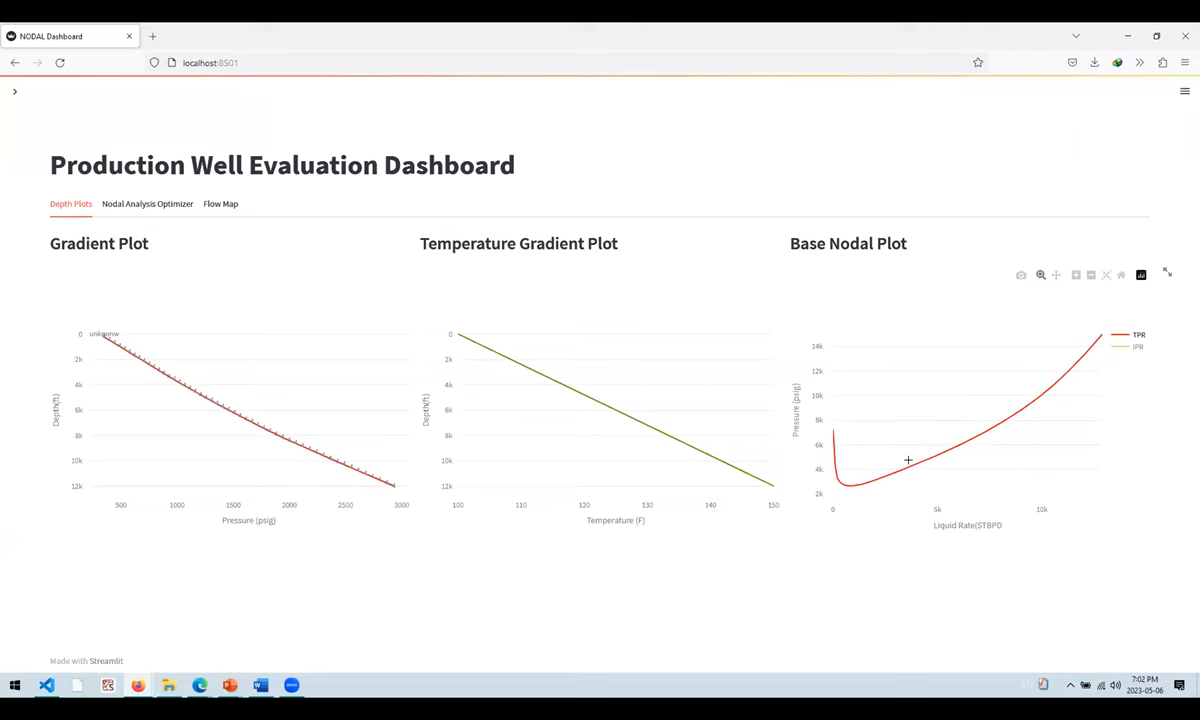 NODAL Dashboard
localhost:8501
Production Well Evaluation Dashboard
Depth Plots Nodal Analysis Optimizer Flow Map
Gradient Plot
0
2k
4k
6k
8k
10k
12k
Depth(ft)
unknonw
500 1000 1500 2000 2500 3000
Pressure (psig)
Temperature Gradient Plot
0
2k
4k
6k
8k
10k
12k
Depth(ft)
100 110 120 130 140 150
Temperature (F)
Base Nodal Plot
TPR
IPR
14k
12k
10k
8k
6k
4k
2k
Pressure (psig)
0 5k 10k
Liquid Rate(STBPD
Made with Streamlit
7:02 PM
2023-05-06